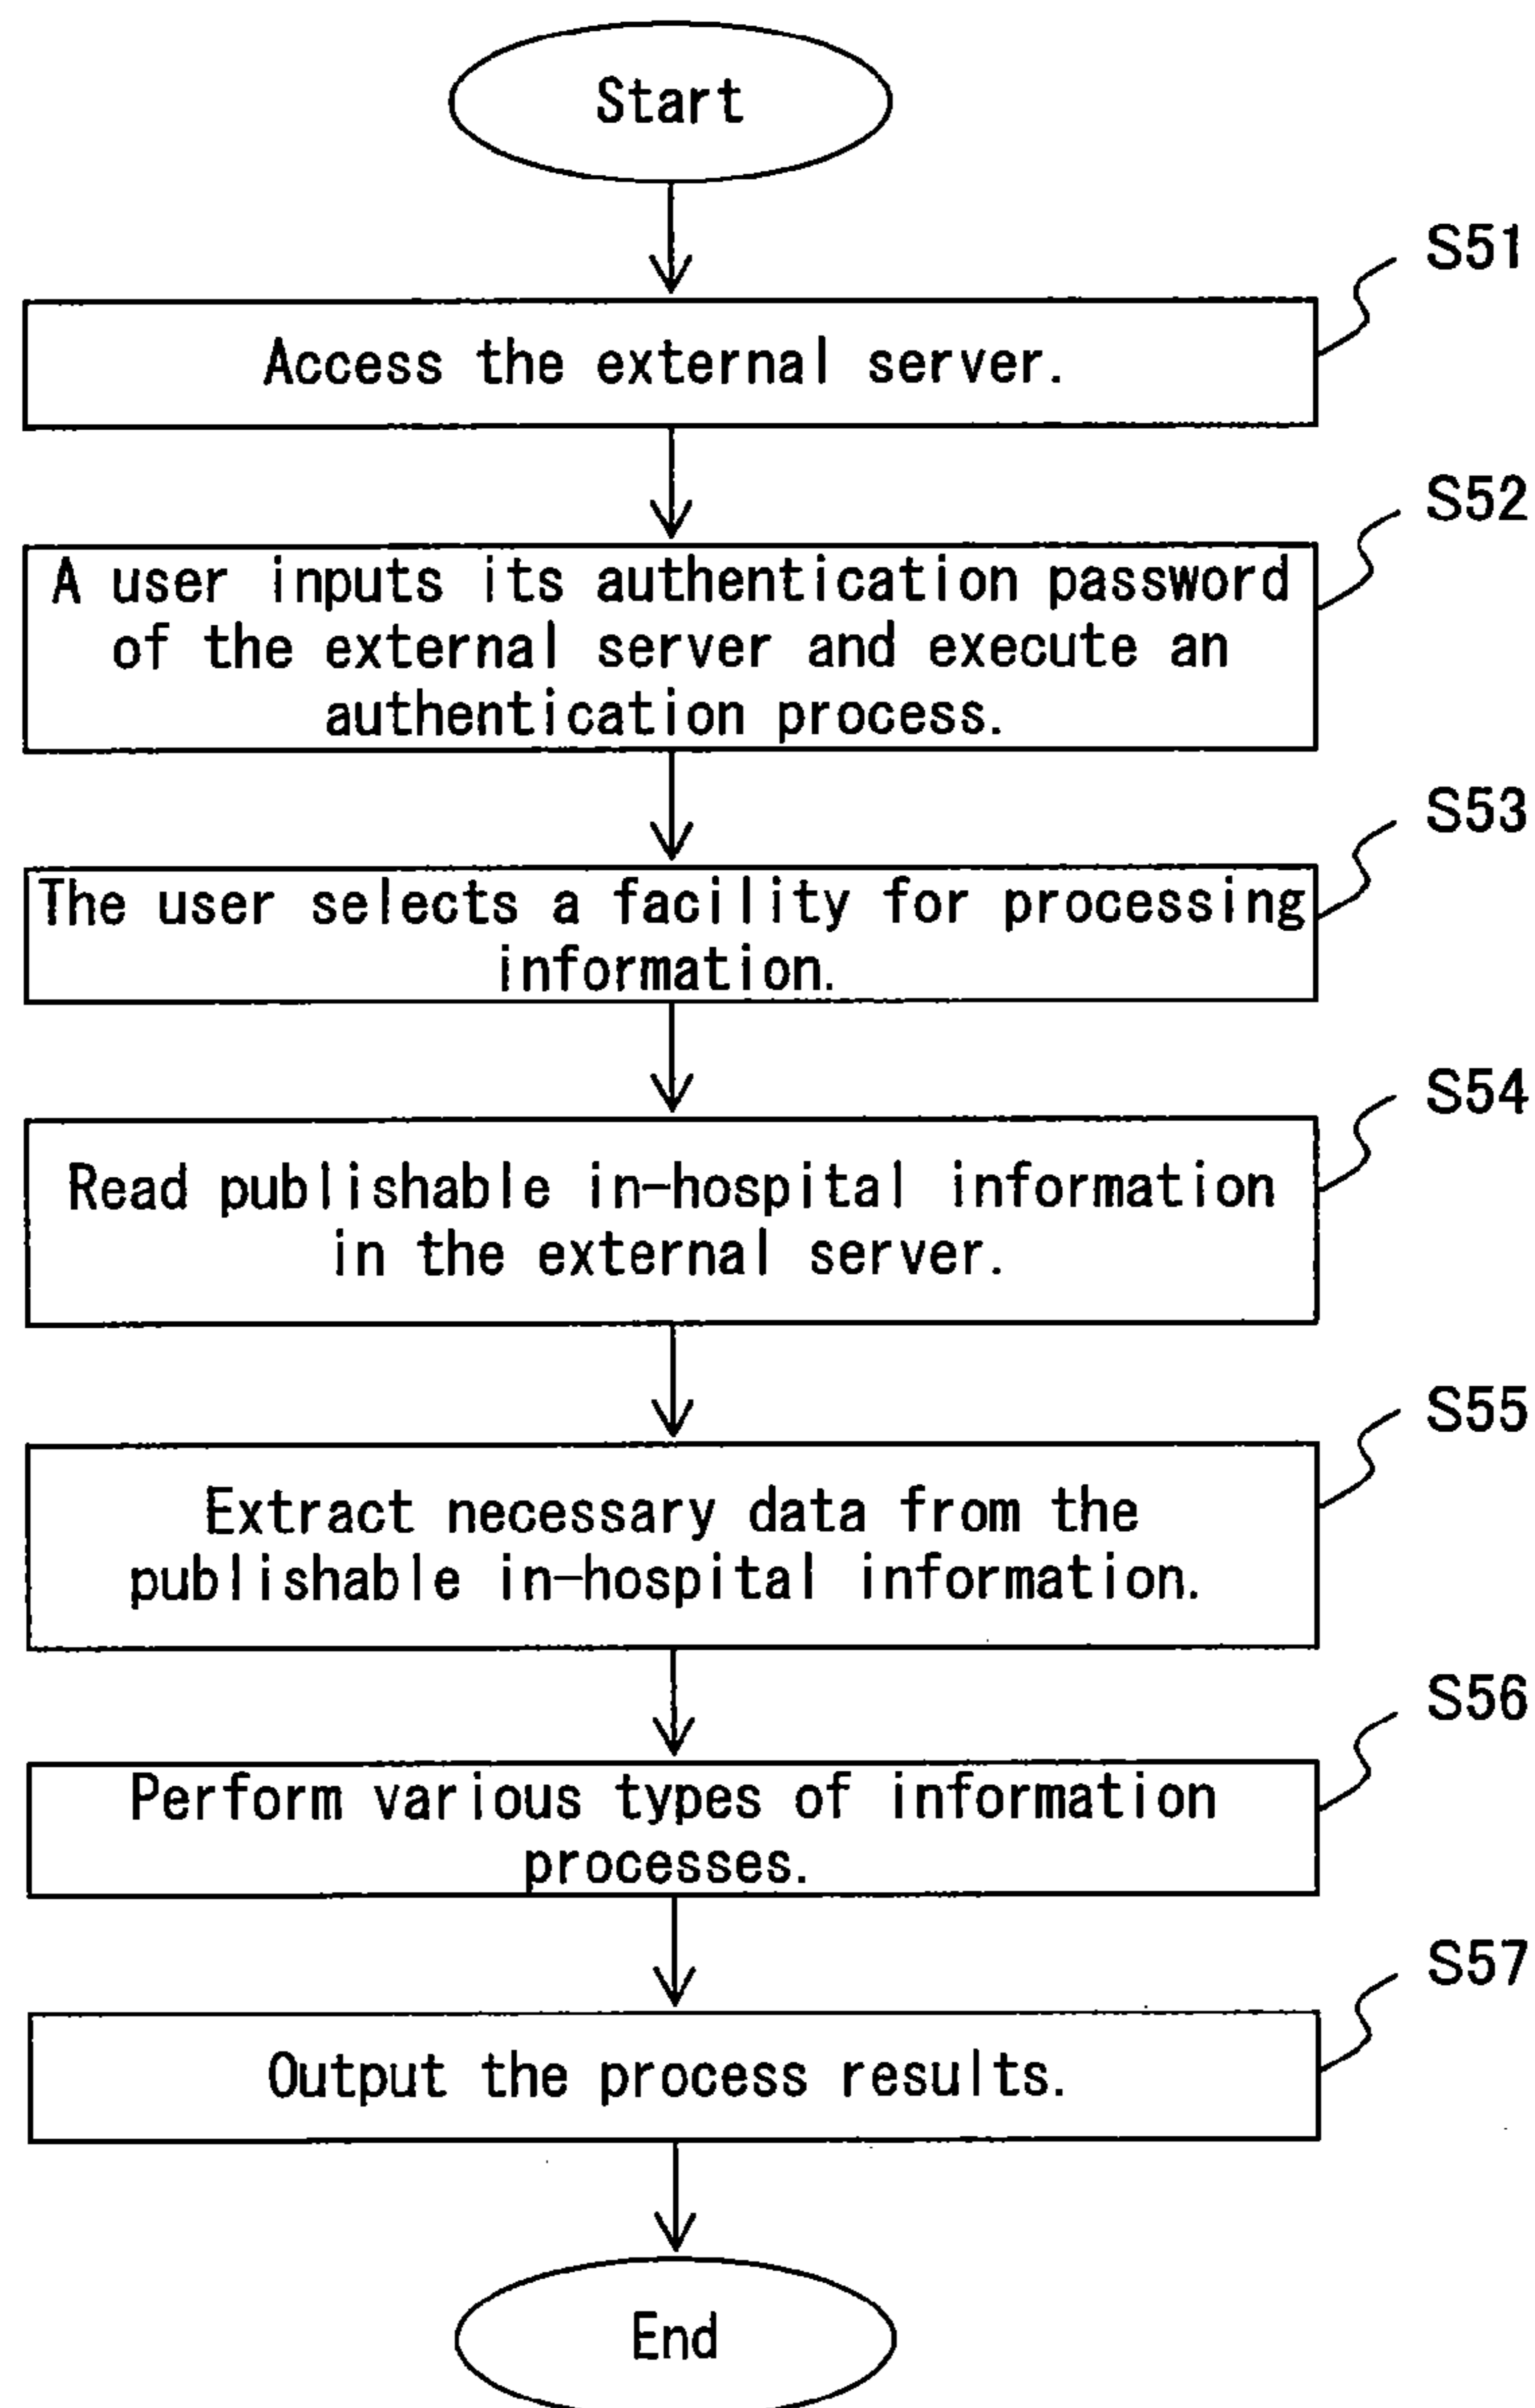 Start
S51
Access the external server.
S52
A user inputs its authentication password
of the external server and execute an
authentication process.
S53
The user selects a facility for processing
information.
S54
Read publishable in-hospital information
in the external server.
S55
Extract necessary data from the
publishable in-hospital information.
S56
Perform various types of information
processes.
S57
Output the process results.
End